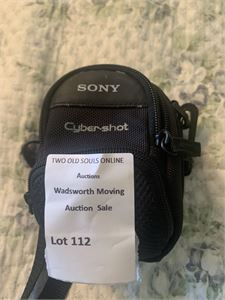 SONY
Cyber-shot
TWO OLD SOULS ONLINE
Auctions
Wadsworth Moving
Auction Sale
Lot 112